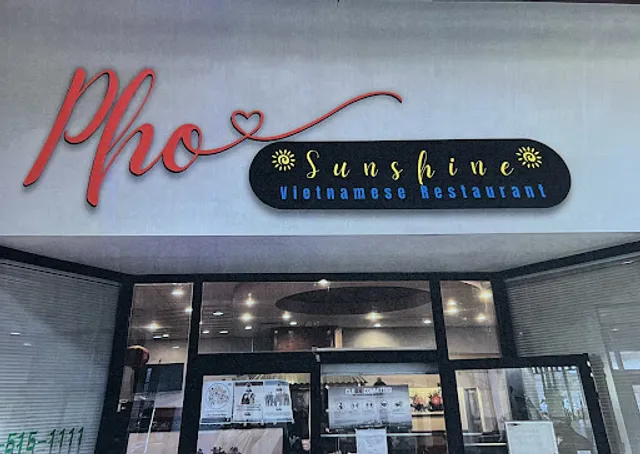 Pho
Sunshine
Vietnamese Restaurant
-515-1111